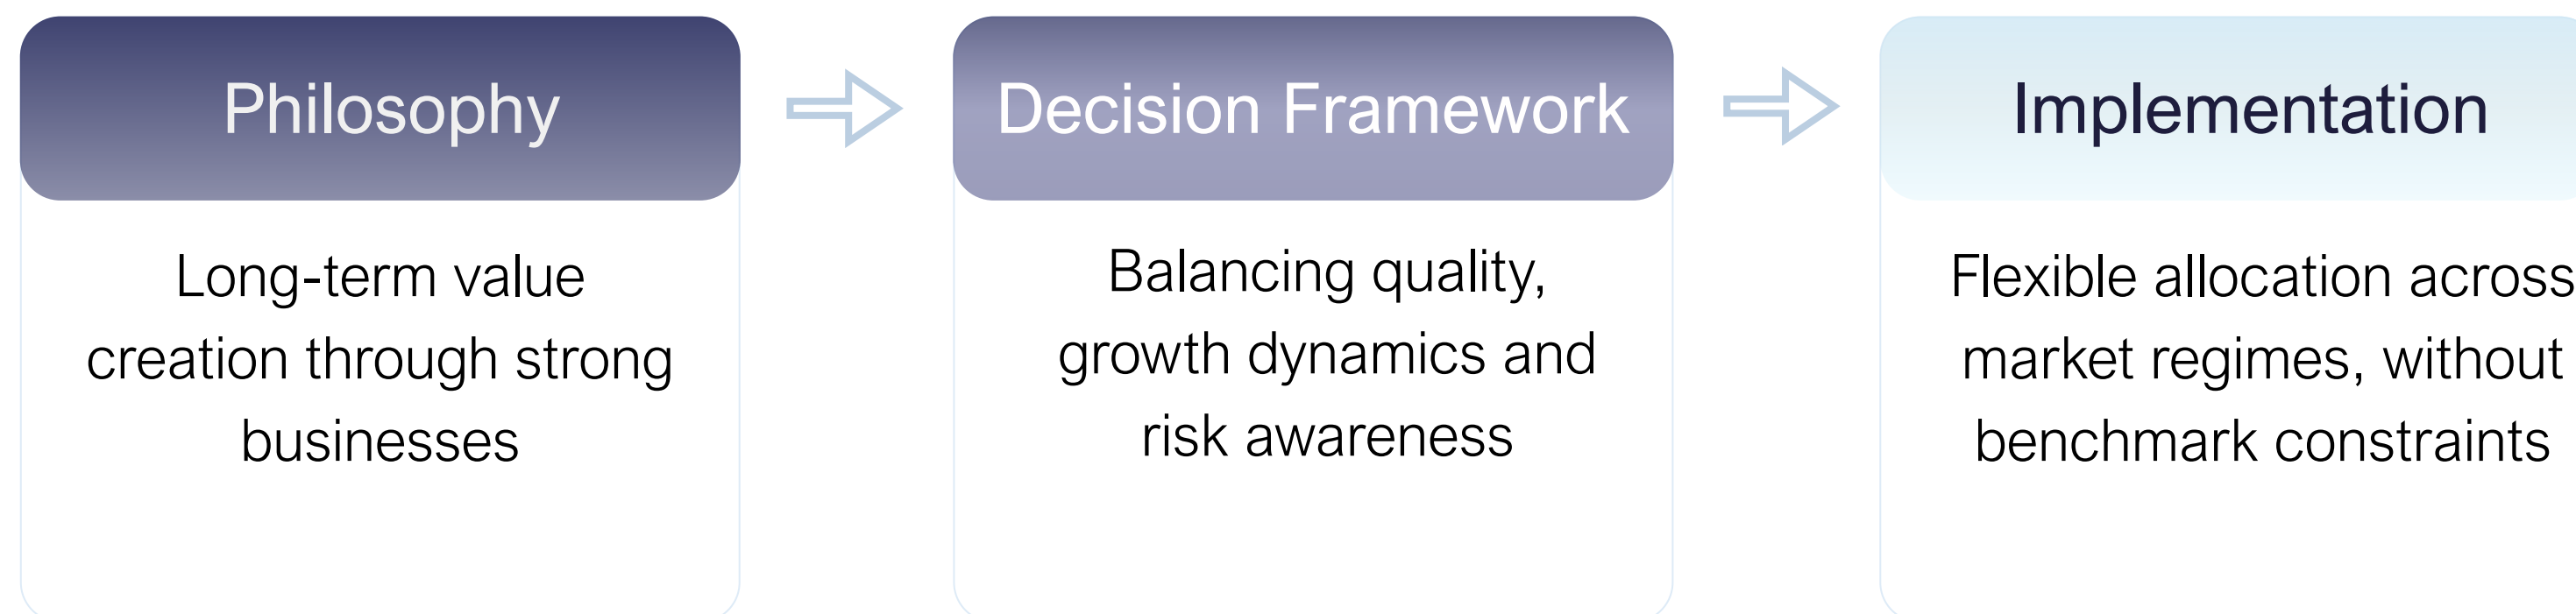 Philosophy
Long-term value
creation through strong
businesses
Decision Framework
Balancing quality,
growth dynamics and
risk awareness
Implementation
Flexible allocation across
market regimes, without
benchmark constraints